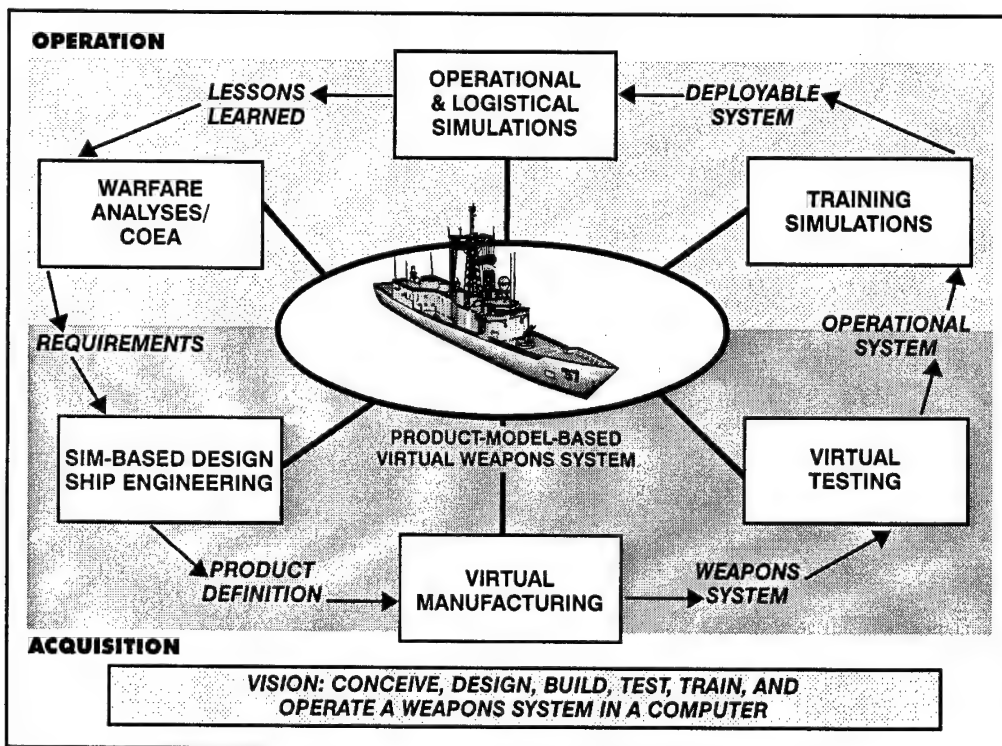 OPERATION
OPERATIONAL
& LOGISTICAL
SIMULATIONS
LESSONS
LEARNED
DEPLOYABLE
SYSTEM
WARFARE
ANALYSES/
COEA
TRAINING
SIMULATIONS
REQUIREMENTS
OPERATIONAL
SYSTEM
PRODUCT-MODEL-BASED
VIRTUAL WEAPONS SYSTEM
SIM-BASED DESIGN
SHIP ENGINEERING
VIRTUAL
TESTING
PRODUCT
DEFINITION
VIRTUAL
MANUFACTURING
WEAPONS
SYSTEM
ACQUISITION
VISION: CONCEIVE, DESIGN, BUILD, TEST, TRAIN, AND
OPERATE A WEAPONS SYSTEM IN A COMPUTER